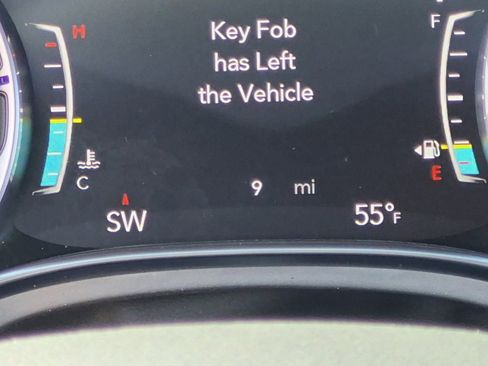 H
F
Key Fob
has Left
the Vehicle
C
E
9 mi
SW
55°F